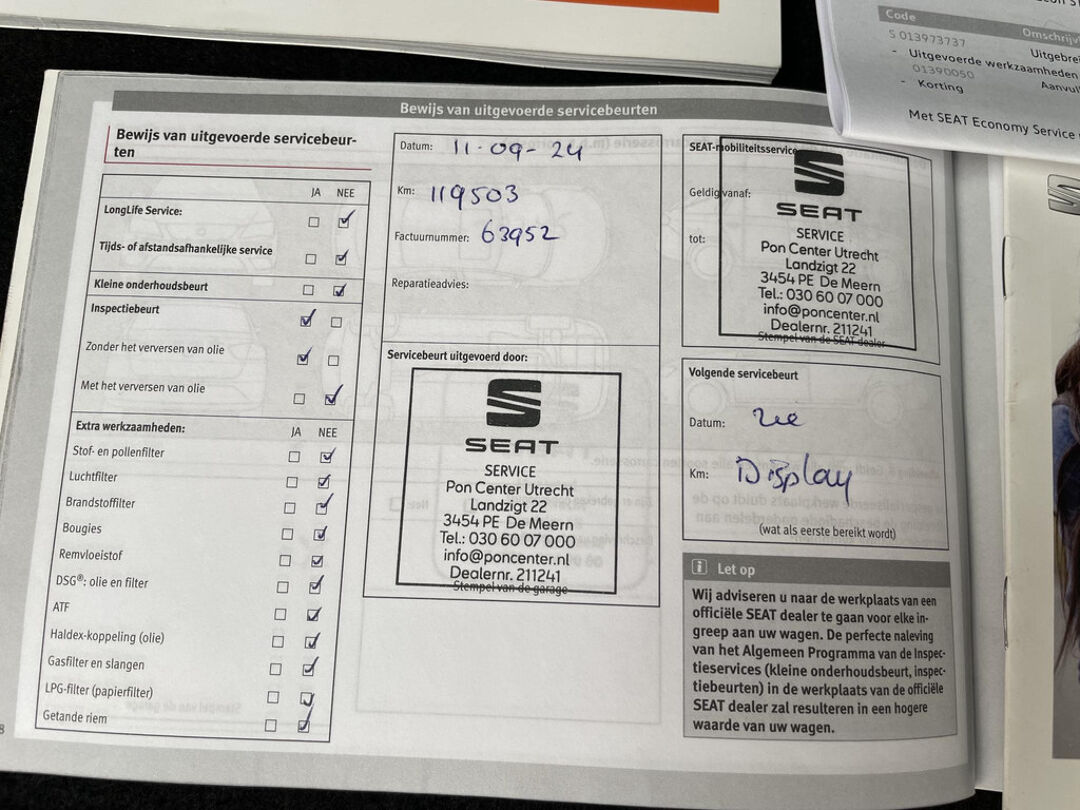 Code
Omschrijv
S 013973737
Uitgebrei
- Uitgevoerde werkzaamheden
01390050
Aanvul
- Korting
Met SEAT Economy Service
Bewijs van uitgevoerde servicebeurten
Bewijs van uitgevoerde servicebeur-
ten
JA NEE
LongLife Service:
Tijds- of afstandsafhankelijke service
Kleine onderhoudsbeurt
Inspectiebeurt
Zonder het verversen van olie
Met het verversen van olie
Extra werkzaamheden: JA NEE
Stof- en pollenfilter
Luchtfilter
Brandstoffilter
Bougies
Remvloeistof
DSG®: olie en filter
ATF
Haldex-koppeling (olie)
Gasfilter en slangen
LPG-filter (papierfilter)
Getande riem
8
Datum: 11-09-24
Km: 119503
Factuurnummer: 63952
Reparatieadvies:
Servicebeurt uitgevoerd door:
SEAT
SERVICE
Pon Center Utrecht
Landzigt 22
3454 PE De Meern
Tel.: 030 60 07 000
info@poncenter.nl
Dealernr. 211241
Stempel van de garage
SEAT-mobiliteitsservice
Geldig vanaf:
tot:
SEAT
SERVICE
Pon Center Utrecht
Landzigt 22
3454 PE De Meern
Tel.: 030 60 07 000
info@poncenter.nl
Dealernr. 211241
Stempel van de SEAT dealer
Volgende servicebeurt
Datum: zie
Km: Display
(wat als eerste bereikt wordt)
i Let op
Wij adviseren u naar de werkplaats van een
officiële SEAT dealer te gaan voor elke in-
greep aan uw wagen. De perfecte naleving
van het Algemeen Programma van de Inspec-
tieservices (kleine onderhoudsbeurt, inspec-
tiebeurten) in de werkplaats van de officiële
SEAT dealer zal resulteren in een hogere
waarde van uw wagen.